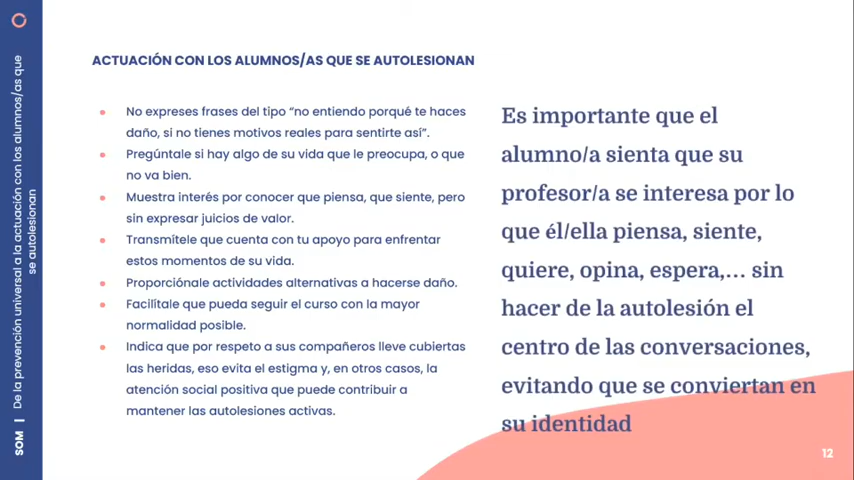 ACTUACIÓN CON LOS ALUMNOS/AS QUE SE AUTOLESIONAN
No expreses frases del tipo “no entiendo porqué te haces
daño, si no tienes motivos reales para sentirte así”.
Pregúntale si hay algo de su vida que le preocupa, o que
no va bien.
Muestra interés por conocer que piensa, que siente, pero
sin expresar juicios de valor.
Transmítele que cuenta con tu apoyo para enfrentar
estos momentos de su vida.
Proporciónale actividades alternativas a hacerse daño.
Facilítale que pueda seguir el curso con la mayor
normalidad posible.
Indica que por respeto a sus compañeros lleve cubiertas
las heridas, eso evita el estigma y, en otros casos, la
atención social positiva que puede contribuir a
mantener las autolesiones activas.
Es importante que el
alumno/a sienta que su
profesor/a se interesa por lo
que él/ella piensa, siente,
quiere, opina, espera,... sin
hacer de la autolesión el
centro de las conversaciones,
evitando que se conviertan en
su identidad
SOM | De la prevención universal a la actuación con los alumnos/as que
se autolesionan
12